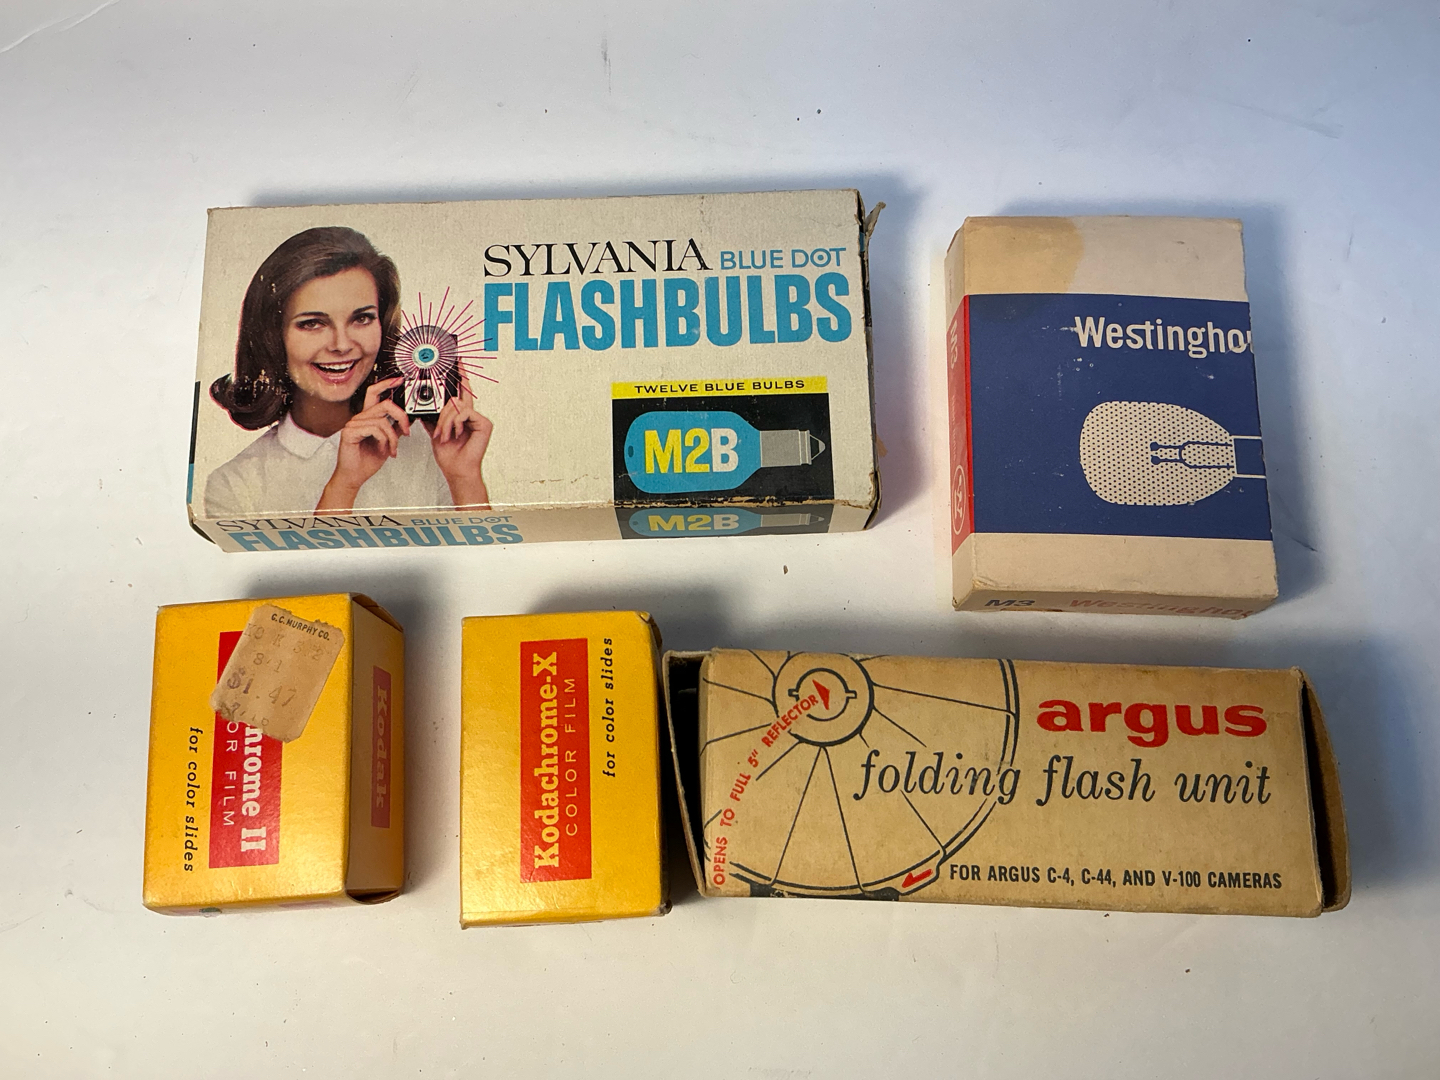 SYLVANIA BLUE DOT
FLASHBULBS
TWELVE BLUE BULBS
M2B
SYLVANIA BLUE DOT
FLASHBULBS
M2B
Westingho
M3
Westingho
C.C. MURPHY CO.
$1.47
hrome II
OR FILM
for color slides
Kodak
Kodachrome-X
COLOR FILM
for color slides
OPENS TO FULL 5" REFLECTOR
argus
folding flash unit
FOR ARGUS C-4, C-44, AND V-100 CAMERAS